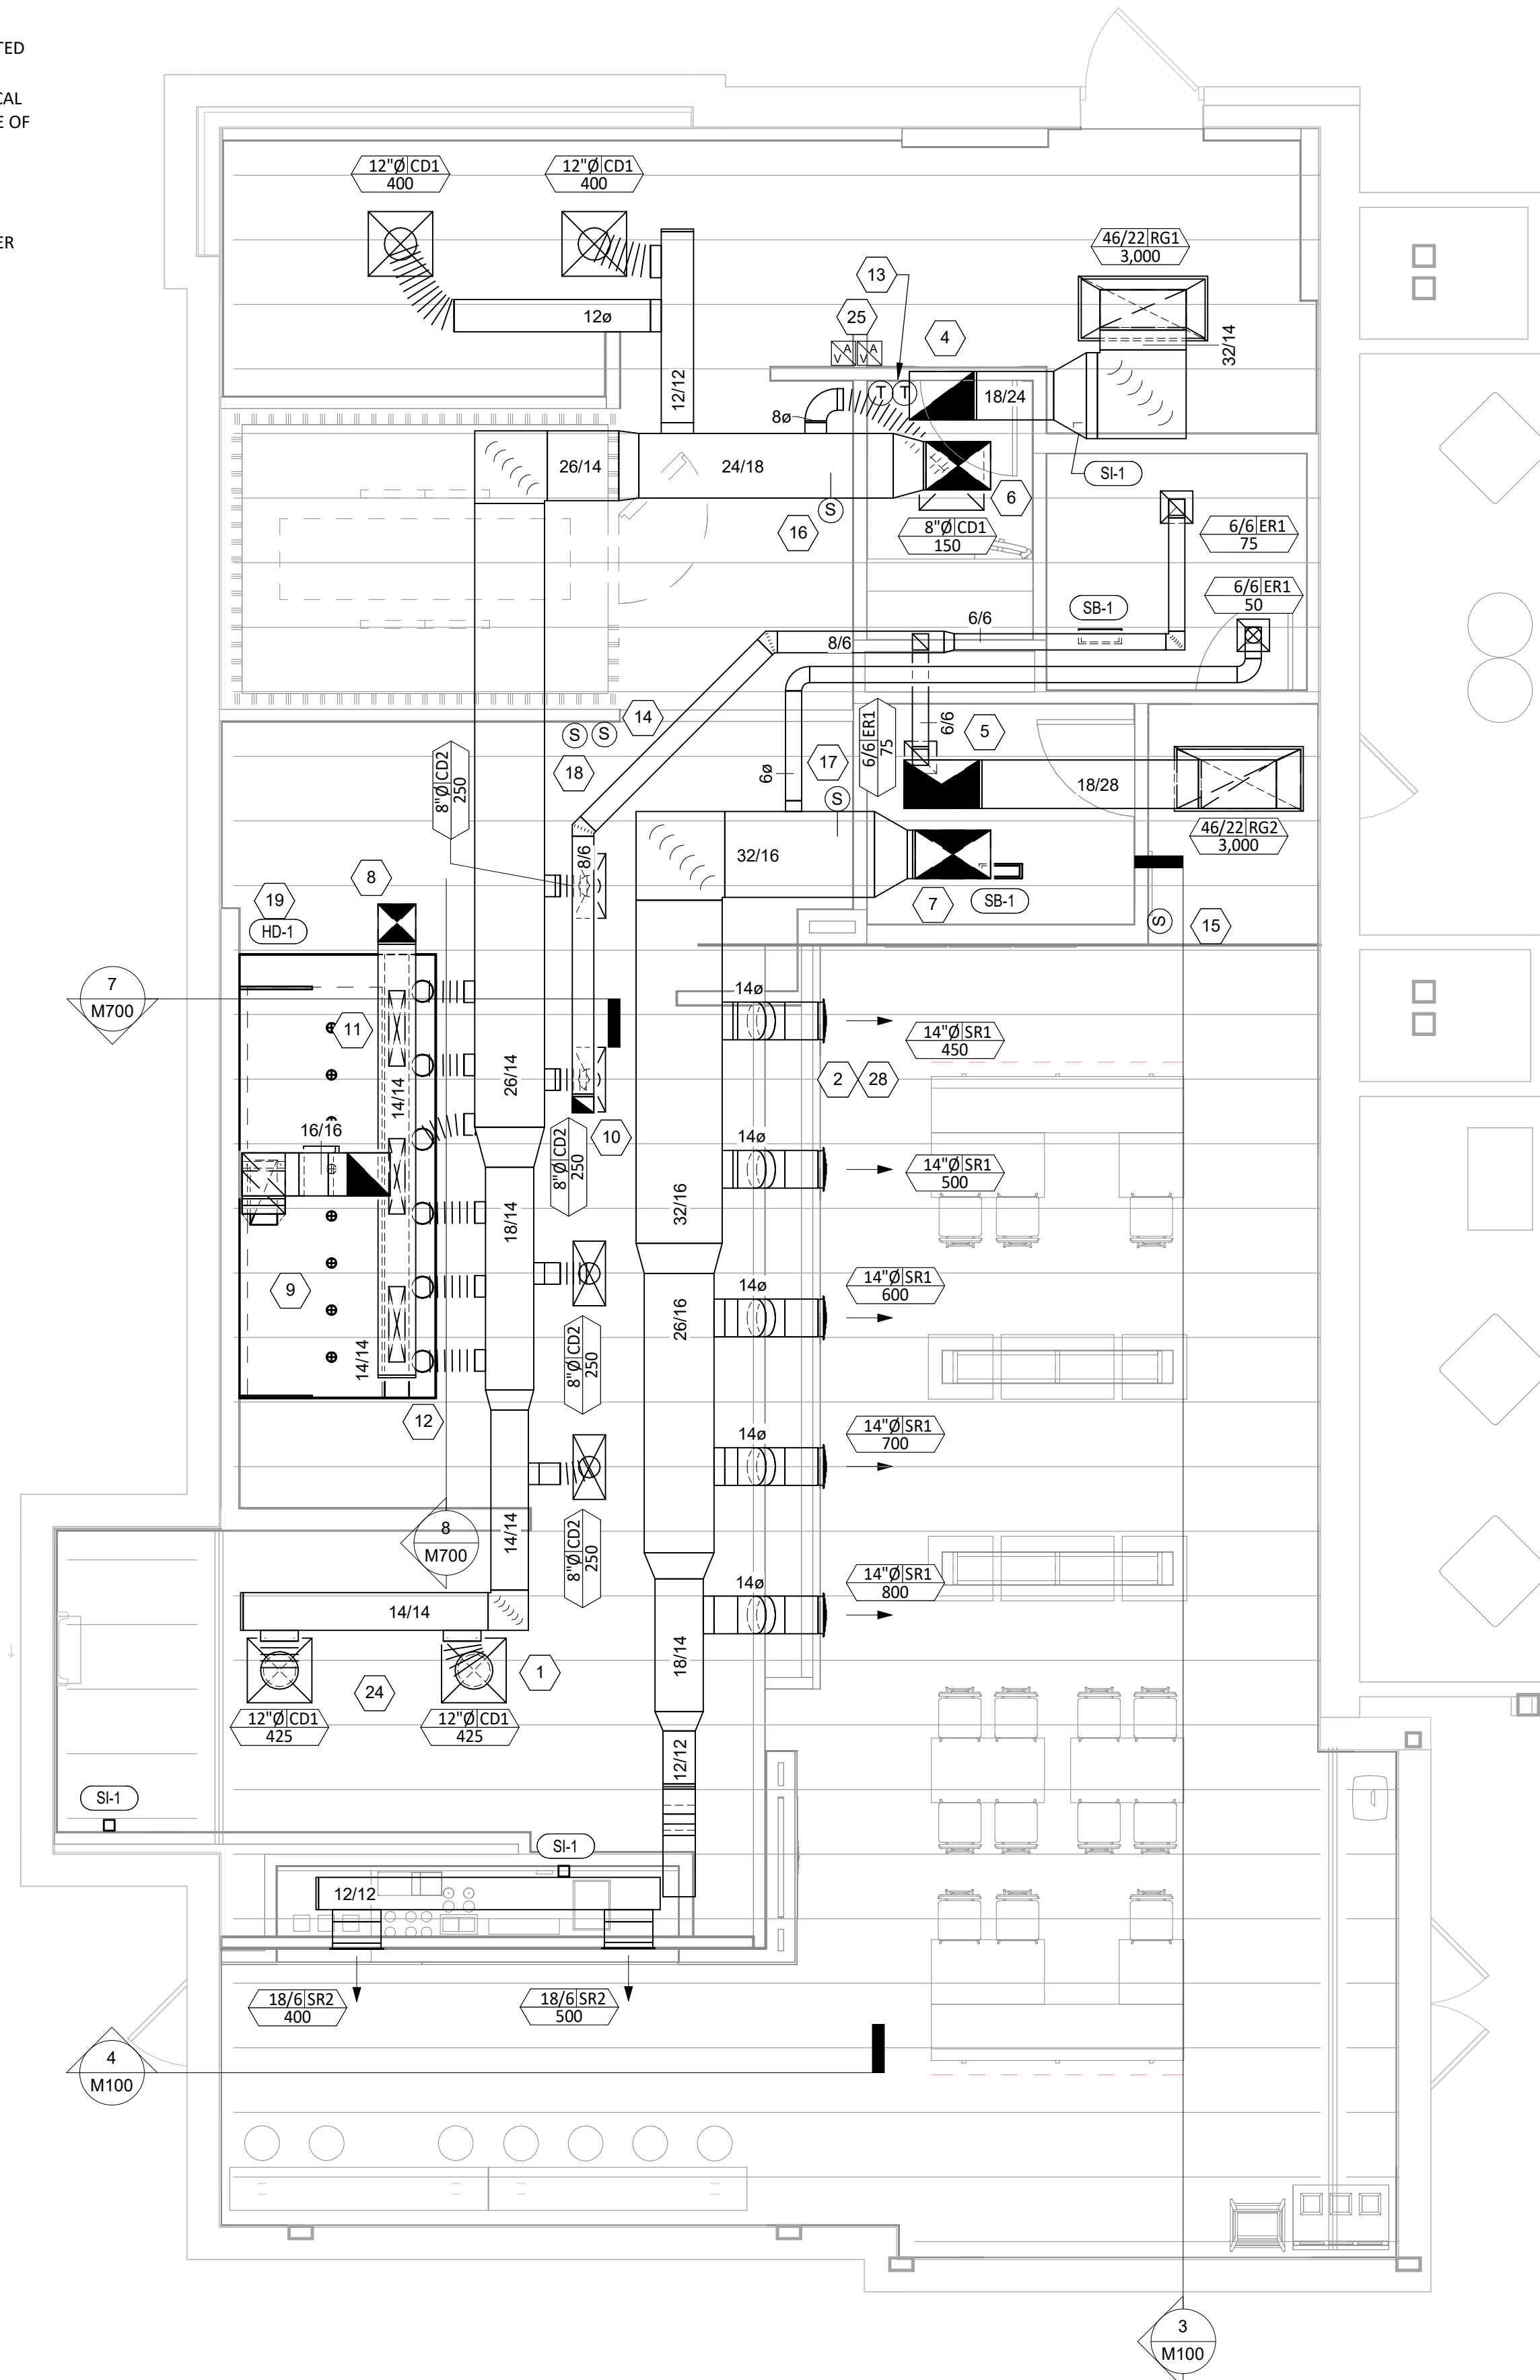 TED
CAL
E OF
ER
12"Ø CD1
400
12"Ø CD1
400
46/22 RG1
3,000
13
25
4
A
V
A
V
12ø
32/14
12/12
T
T
18/24
8ø
26/14
24/18
SI-1
S
6
16
8"Ø CD1
150
6/6 ER1
75
6/6 ER1
50
SB-1
6/6
8/6
14
S
S
6/6 ER1
75
6/6
5
18
17
6ø
18/28
8"Ø CD2
250
S
46/22 RG2
3,000
32/16
8/6
8
19
HD-1
7
SB-1
S
15
7
M700
14ø
11
14"Ø SR1
450
26/14
14/14
2
28
16/16
10
14ø
8"Ø CD2
250
14"Ø SR1
500
32/16
18/14
9
14ø
14"Ø SR1
600
26/16
14/14
8"Ø CD2
250
12
14ø
14"Ø SR1
700
8
M700
14/14
8"Ø CD2
250
14ø
14"Ø SR1
800
14/14
18/14
1
24
12"Ø CD1
425
12"Ø CD1
425
12/12
SI-1
SI-1
12/12
18/6 SR2
400
18/6 SR2
500
4
M100
3
M100